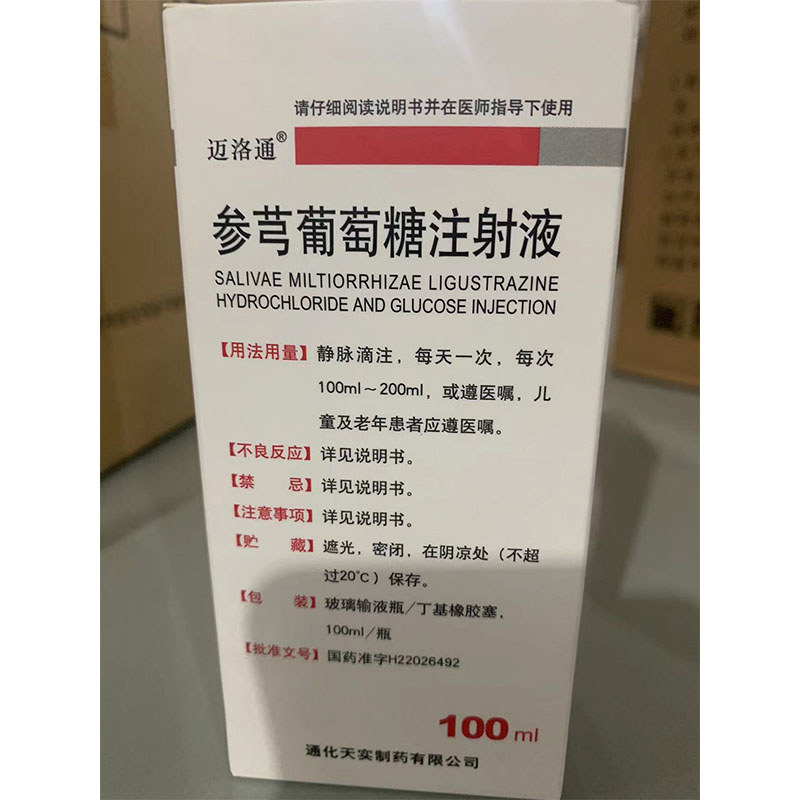 请仔细阅读说明书并在医师指导下使用
迈洛通®
参芎葡萄糖注射液
SALIVAE MILTIORRHIZAE LIGUSTRAZINE
HYDROCHLORIDE AND GLUCOSE INJECTION
【用法用量】静脉滴注，每天一次，每次
100ml～200ml，或遵医嘱，儿
童及老年患者应遵医嘱。
【不良反应】详见说明书。
【禁 忌】详见说明书。
【注意事项】详见说明书。
【贮 藏】遮光，密闭，在阴凉处（不超
过20℃）保存。
【包 装】玻璃输液瓶/丁基橡胶塞，
100ml/瓶
【批准文号】国药准字H22026492
100ml
通化天实制药有限公司